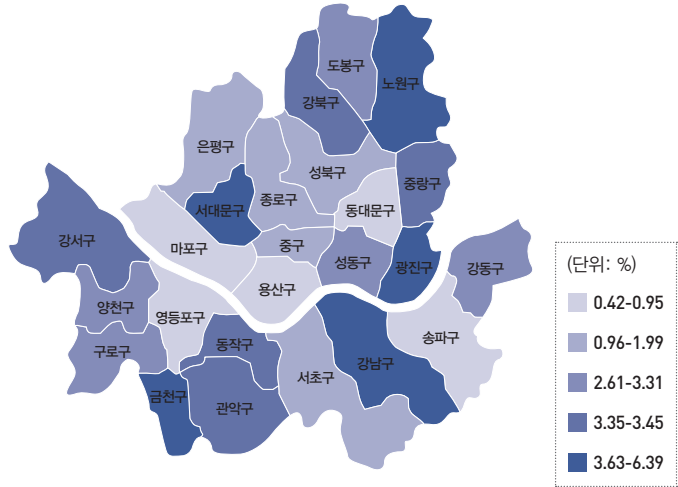 도봉구
노원구
강북구
은평구
성북구
중랑구
종로구
서대문구
동대문구
강서구
마포구
중구
성동구
광진구
강동구
용산구
양천구
영등포구
송파구
동작구
구로구
강남구
서초구
금천구
관악구
(단위: %)
0.42-0.95
0.96-1.99
2.61-3.31
3.35-3.45
3.63-6.39